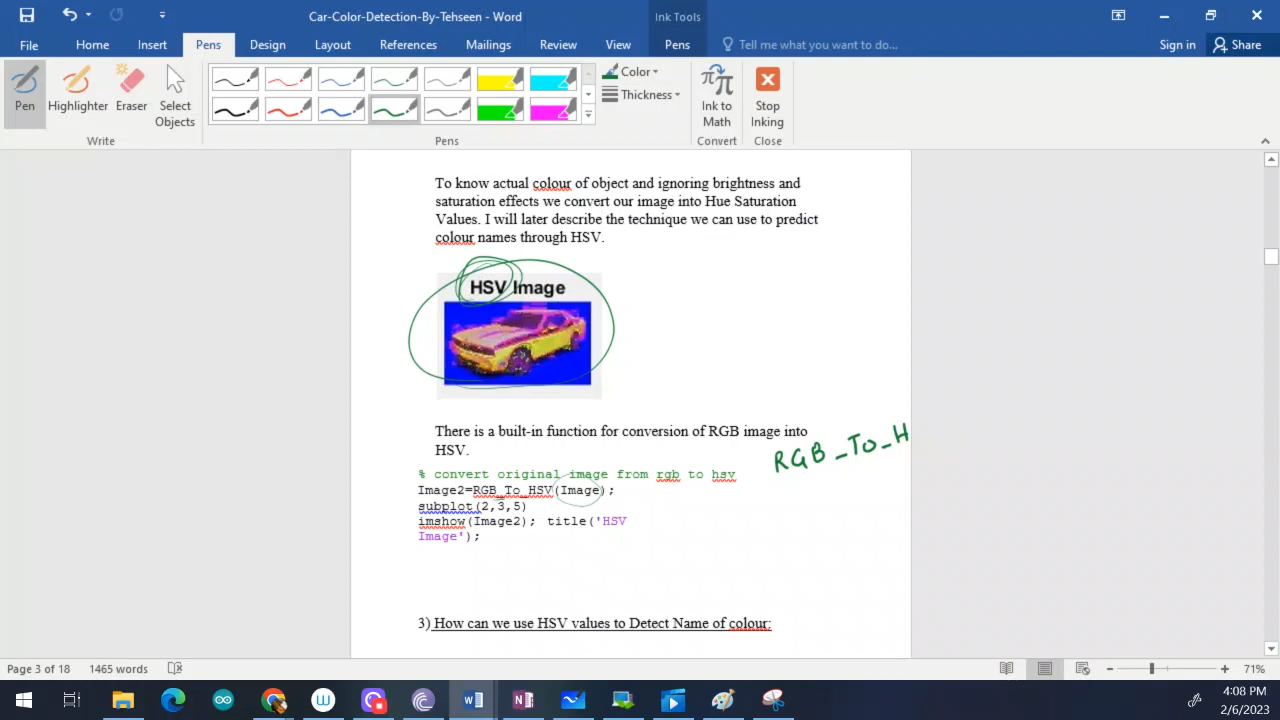 Car-Color-Detection-By-Tehseen - Word
Ink Tools
File Home Insert Pens Design Layout References Mailings Review View Pens Tell me what you want to do... Sign in Share
Pen Highlighter Eraser Select Objects
Color
Thickness
Ink to Math
Stop Inking
Write Pens Convert Close
To know actual colour of object and ignoring brightness and
saturation effects we convert our image into Hue Saturation
Values. I will later describe the technique we can use to predict
colour names through HSV.
HSV Image
There is a built-in function for conversion of RGB image into
HSV.
RGB_To_H
% convert original image from rgb to hsv
Image2=RGB_To_HSV(Image);
subplot(2,3,5)
imshow(Image2); title('HSV
Image');
3) How can we use HSV values to Detect Name of colour:
Page 3 of 18 1465 words 71%
4:08 PM
2/6/2023